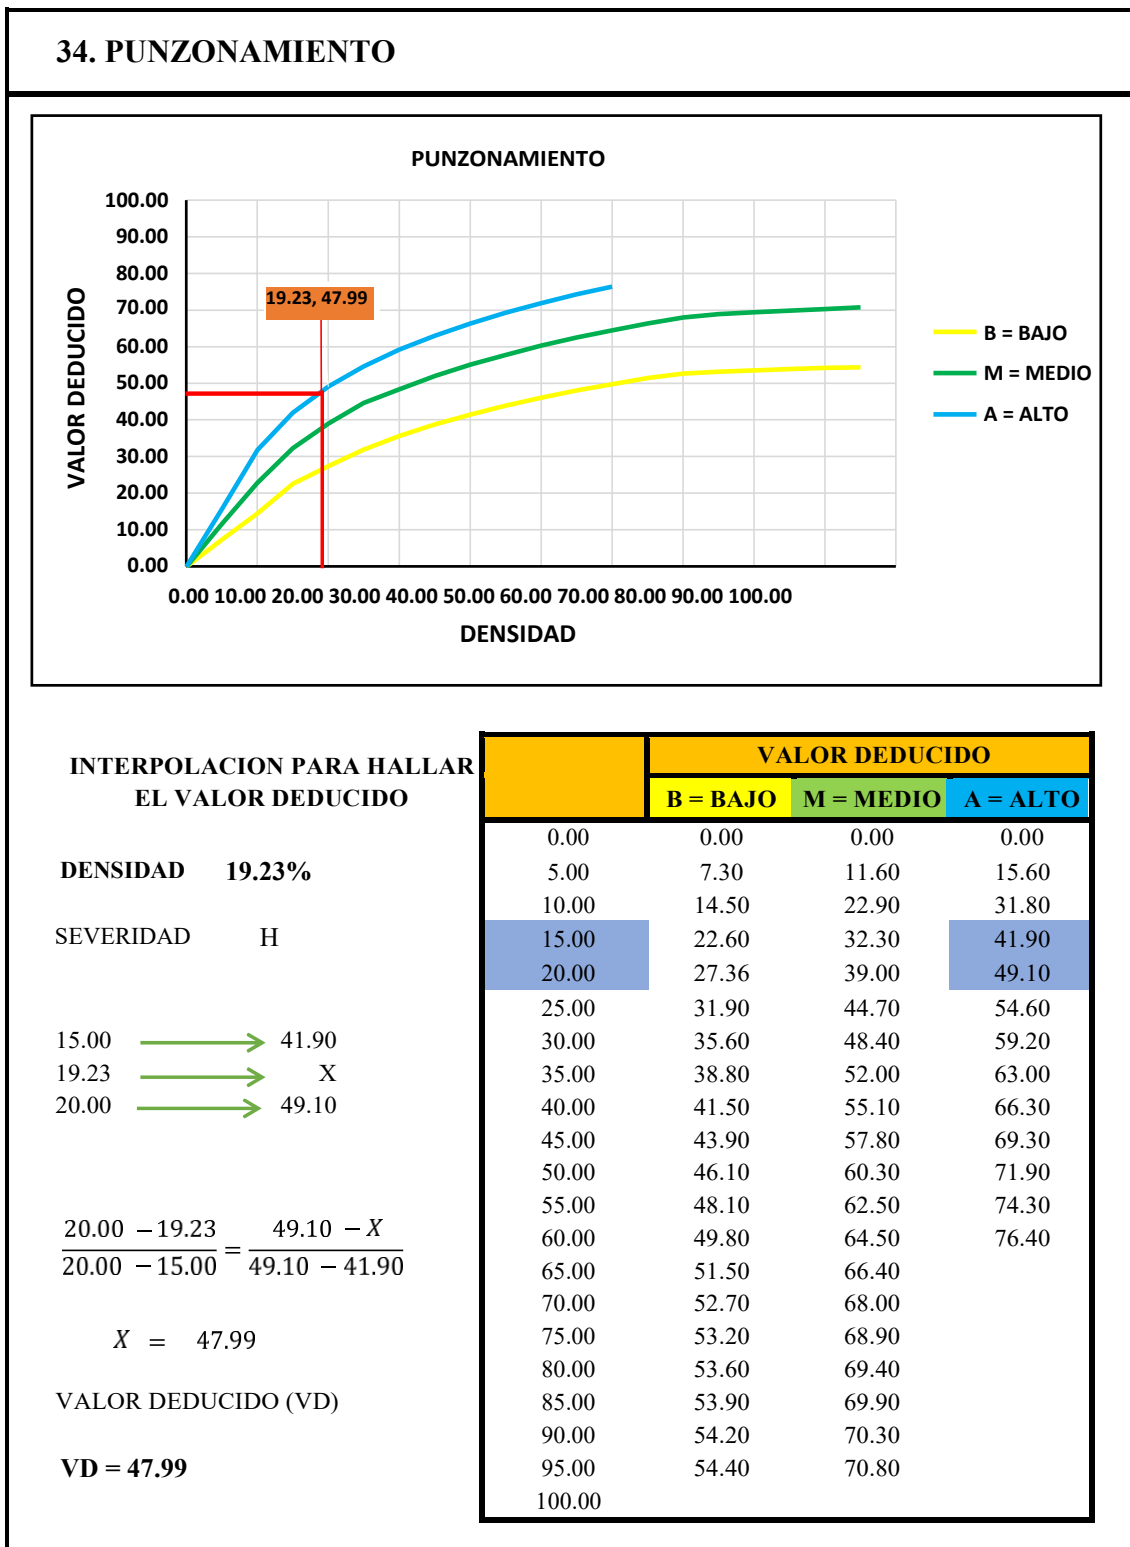 34. PUNZONAMIENTO
PUNZONAMIENTO
100.00
90.00
80.00
70.00
60.00
50.00
40.00
30.00
20.00
10.00
0.00
VALOR DEDUCIDO
19.23, 47.99
0.00 10.00 20.00 30.00 40.00 50.00 60.00 70.00 80.00 90.00 100.00
DENSIDAD
B = BAJO
M = MEDIO
A = ALTO
INTERPOLACION PARA HALLAR
EL VALOR DEDUCIDO
DENSIDAD 19.23%
SEVERIDAD H
15.00 → 41.90
19.23 → X
20.00 → 49.10
20.00 − 19.23 / 20.00 − 15.00 = 49.10 − X / 49.10 − 41.90
X = 47.99
VALOR DEDUCIDO (VD)
VD = 47.99
VALOR DEDUCIDO
B = BAJO M = MEDIO A = ALTO
0.00 0.00 0.00 0.00
5.00 7.30 11.60 15.60
10.00 14.50 22.90 31.80
15.00 22.60 32.30 41.90
20.00 27.36 39.00 49.10
25.00 31.90 44.70 54.60
30.00 35.60 48.40 59.20
35.00 38.80 52.00 63.00
40.00 41.50 55.10 66.30
45.00 43.90 57.80 69.30
50.00 46.10 60.30 71.90
55.00 48.10 62.50 74.30
60.00 49.80 64.50 76.40
65.00 51.50 66.40
70.00 52.70 68.00
75.00 53.20 68.90
80.00 53.60 69.40
85.00 53.90 69.90
90.00 54.20 70.30
95.00 54.40 70.80
100.00